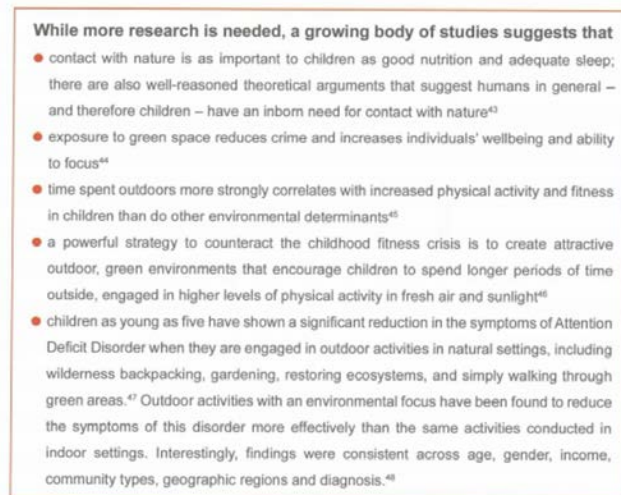 While more research is needed, a growing body of studies suggests that
● contact with nature is as important to children as good nutrition and adequate sleep;
there are also well-reasoned theoretical arguments that suggest humans in general –
and therefore children – have an inborn need for contact with nature⁴³
● exposure to green space reduces crime and increases individuals' wellbeing and ability
to focus⁴⁴
● time spent outdoors more strongly correlates with increased physical activity and fitness
in children than do other environmental determinants⁴⁵
● a powerful strategy to counteract the childhood fitness crisis is to create attractive
outdoor, green environments that encourage children to spend longer periods of time
outside, engaged in higher levels of physical activity in fresh air and sunlight⁴⁶
● children as young as five have shown a significant reduction in the symptoms of Attention
Deficit Disorder when they are engaged in outdoor activities in natural settings, including
wilderness backpacking, gardening, restoring ecosystems, and simply walking through
green areas.⁴⁷ Outdoor activities with an environmental focus have been found to reduce
the symptoms of this disorder more effectively than the same activities conducted in
indoor settings. Interestingly, findings were consistent across age, gender, income,
community types, geographic regions and diagnosis.⁴⁸